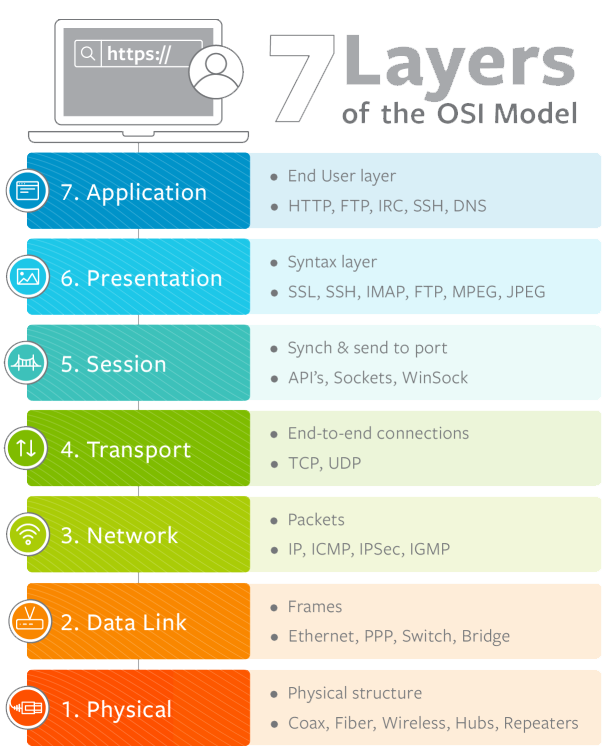 https://
7 Layers
of the OSI Model
7. Application
• End User layer
• HTTP, FTP, IRC, SSH, DNS
6. Presentation
• Syntax layer
• SSL, SSH, IMAP, FTP, MPEG, JPEG
5. Session
• Synch & send to port
• API's, Sockets, WinSock
4. Transport
• End-to-end connections
• TCP, UDP
3. Network
• Packets
• IP, ICMP, IPSec, IGMP
2. Data Link
• Frames
• Ethernet, PPP, Switch, Bridge
1. Physical
• Physical structure
• Coax, Fiber, Wireless, Hubs, Repeaters